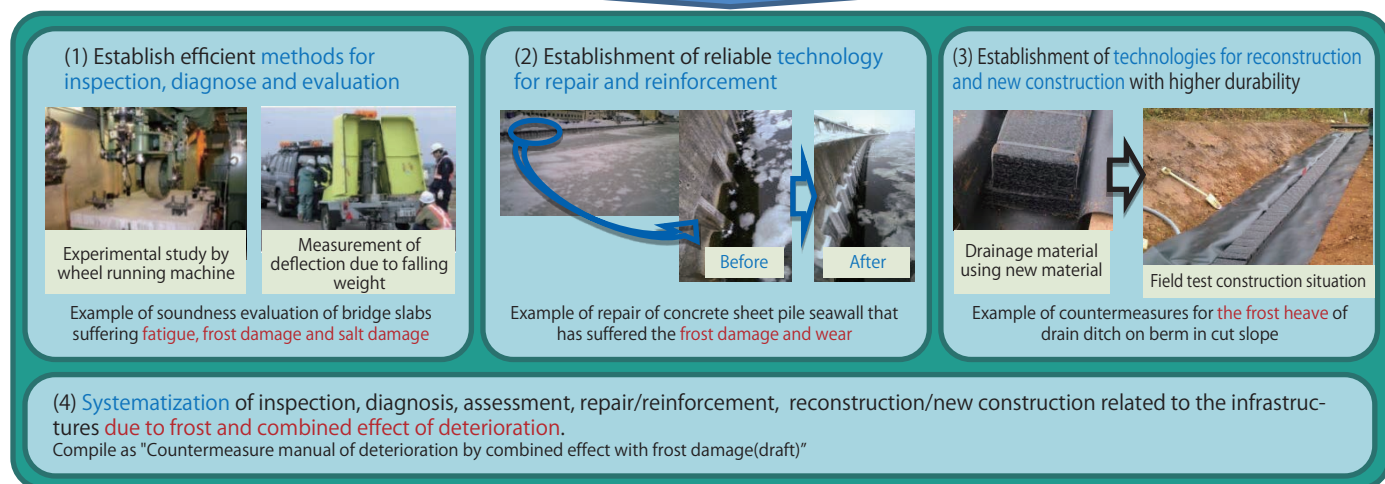 (1) Establish efficient methods for
inspection, diagnose and evaluation
Experimental study by
wheel running machine
Measurement of
deflection due to falling
weight
Example of soundness evaluation of bridge slabs
suffering fatigue, frost damage and salt damage
(2) Establishment of reliable technology
for repair and reinforcement
Before
After
Example of repair of concrete sheet pile seawall that
has suffered the frost damage and wear
(3) Establishment of technologies for reconstruction
and new construction with higher durability
Drainage material
using new material
Field test construction situation
Example of countermeasures for the frost heave of
drain ditch on berm in cut slope
(4) Systematization of inspection, diagnosis, assessment, repair/reinforcement, reconstruction/new construction related to the infrastruc-
tures due to frost and combined effect of deterioration.
Compile as "Countermeasure manual of deterioration by combined effect with frost damage(draft)”